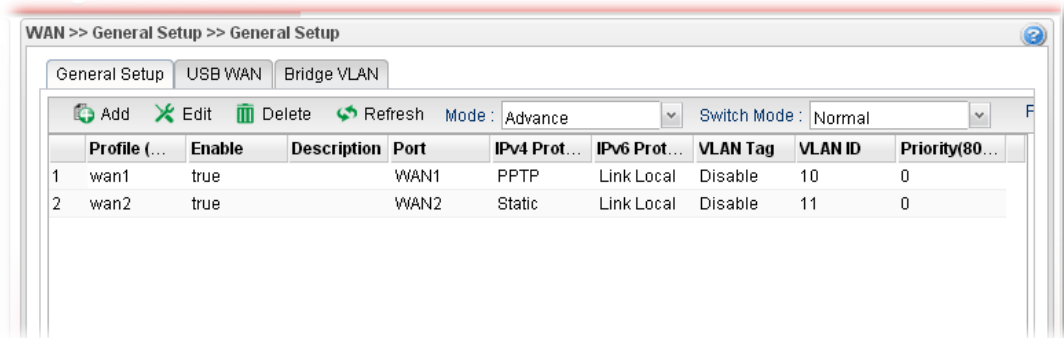 WAN >> General Setup >> General Setup
General Setup USB WAN Bridge VLAN
Add Edit Delete Refresh Mode : Advance Switch Mode : Normal
Profile (... Enable Description Port IPv4 Prot... IPv6 Prot... VLAN Tag VLAN ID Priority(80...
1 wan1 true WAN1 PPTP Link Local Disable 10 0
2 wan2 true WAN2 Static Link Local Disable 11 0